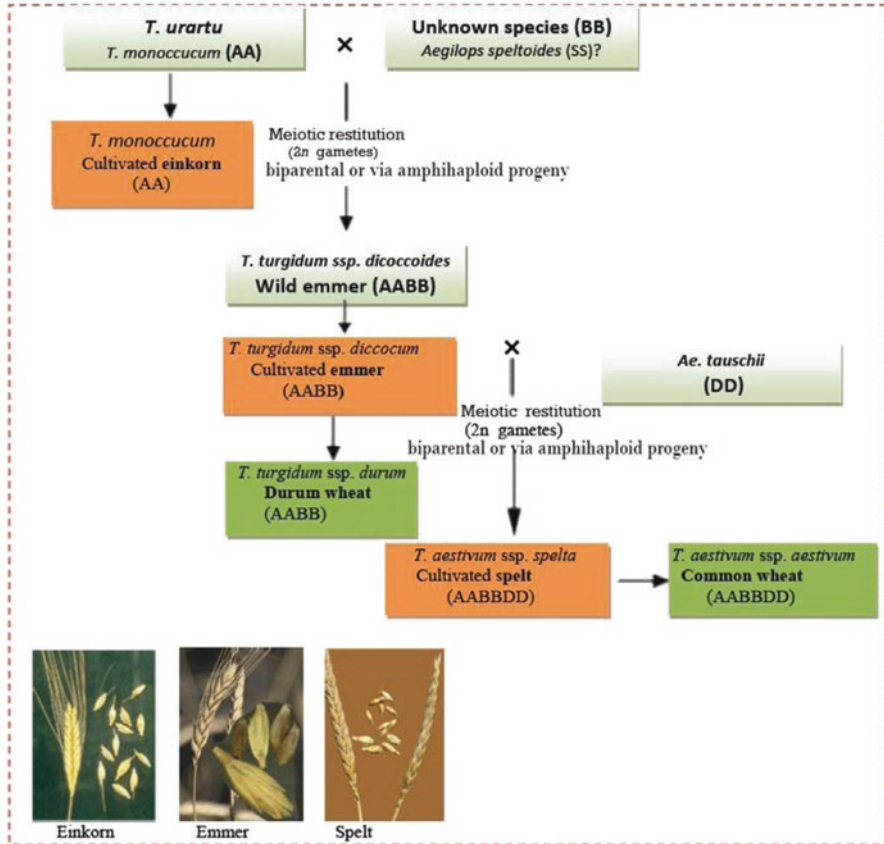 T. urartu
T. monoccucum (AA)
×
Unknown species (BB)
Aegilops speltoides (SS)?
T. monoccucum
Cultivated einkorn
(AA)
Meiotic restitution
(2n gametes)
biparental or via amphihaploid progeny
T. turgidum ssp. dicoccoides
Wild emmer (AABB)
T. turgidum ssp. diccocum
Cultivated emmer
(AABB)
×
Ae. tauschii
(DD)
Meiotic restitution
(2n gametes)
biparental or via amphihaploid progeny
T. turgidum ssp. durum
Durum wheat
(AABB)
T. aestivum ssp. spelta
Cultivated spelt
(AABBDD)
T. aestivum ssp. aestivum
Common wheat
(AABBDD)
Einkorn
Emmer
Spelt